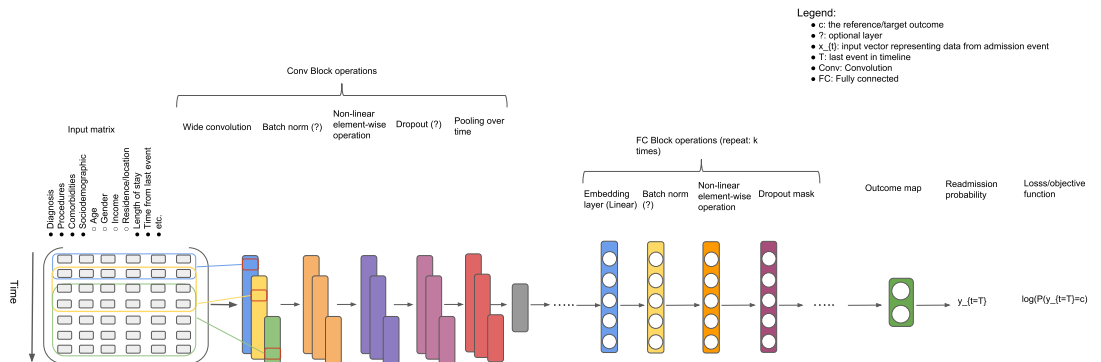 Legend:
● c: the reference/target outcome
● ?: optional layer
● x_{t}: input vector representing data from admission event
● T: last event in timeline
● Conv: Convolution
● FC: Fully connected
Conv Block operations
Wide convolution
Batch norm (?)
Non-linear
element-wise
operation
Dropout (?)
Pooling over
time
Input matrix
● Diagnosis
● Procedures
● Comorbidities
● Sociodemographic
○ Age
○ Gender
○ Income
○ Residence/location
● Length of stay
● Time from last event
● etc.
Time
FC Block operations (repeat: k
times)
Embedding
layer (Linear)
Batch norm
(?)
Non-linear
element-wise
operation
Dropout mask
Outcome map
Readmission
probability
Losss/objective
function
......
.....
y_{t=T}
log(P(y_{t=T}=c)